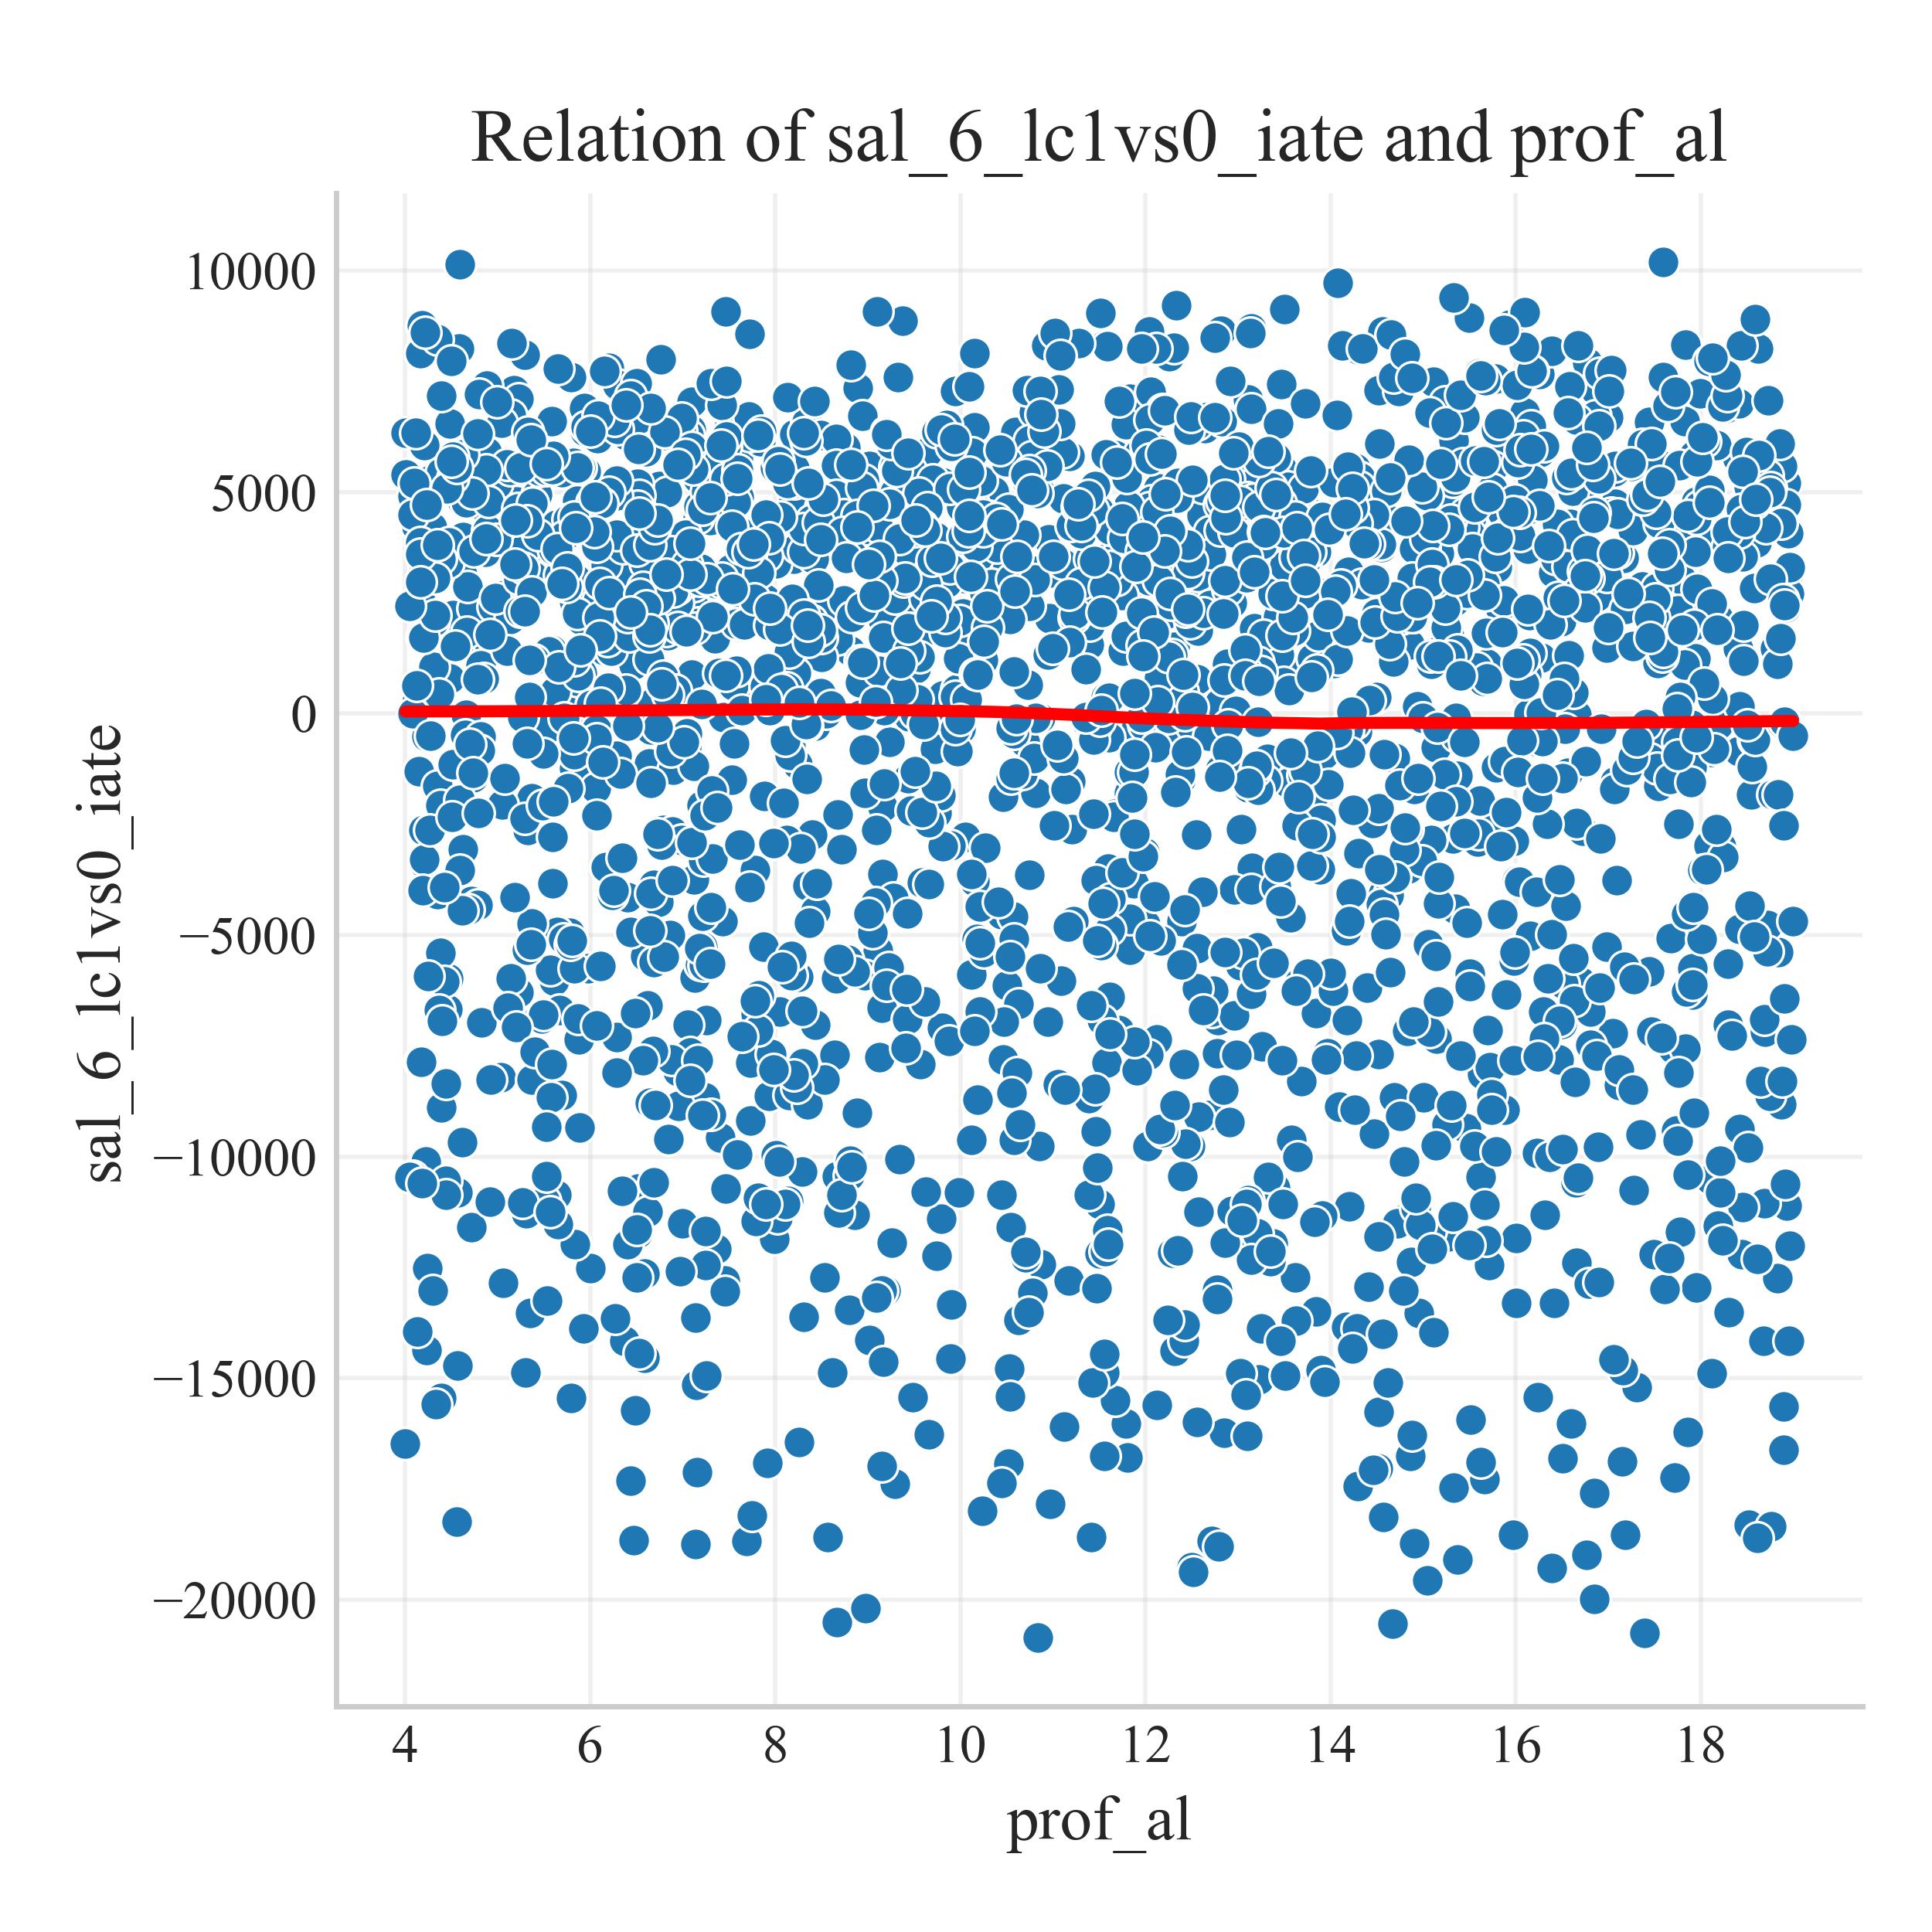 Relation of sal_6_lc1vs0_iate and prof_al
10000
5000
0
−5000
−10000
−15000
−20000
sal_6_lc1vs0_iate
4 6 8 10 12 14 16 18
prof_al